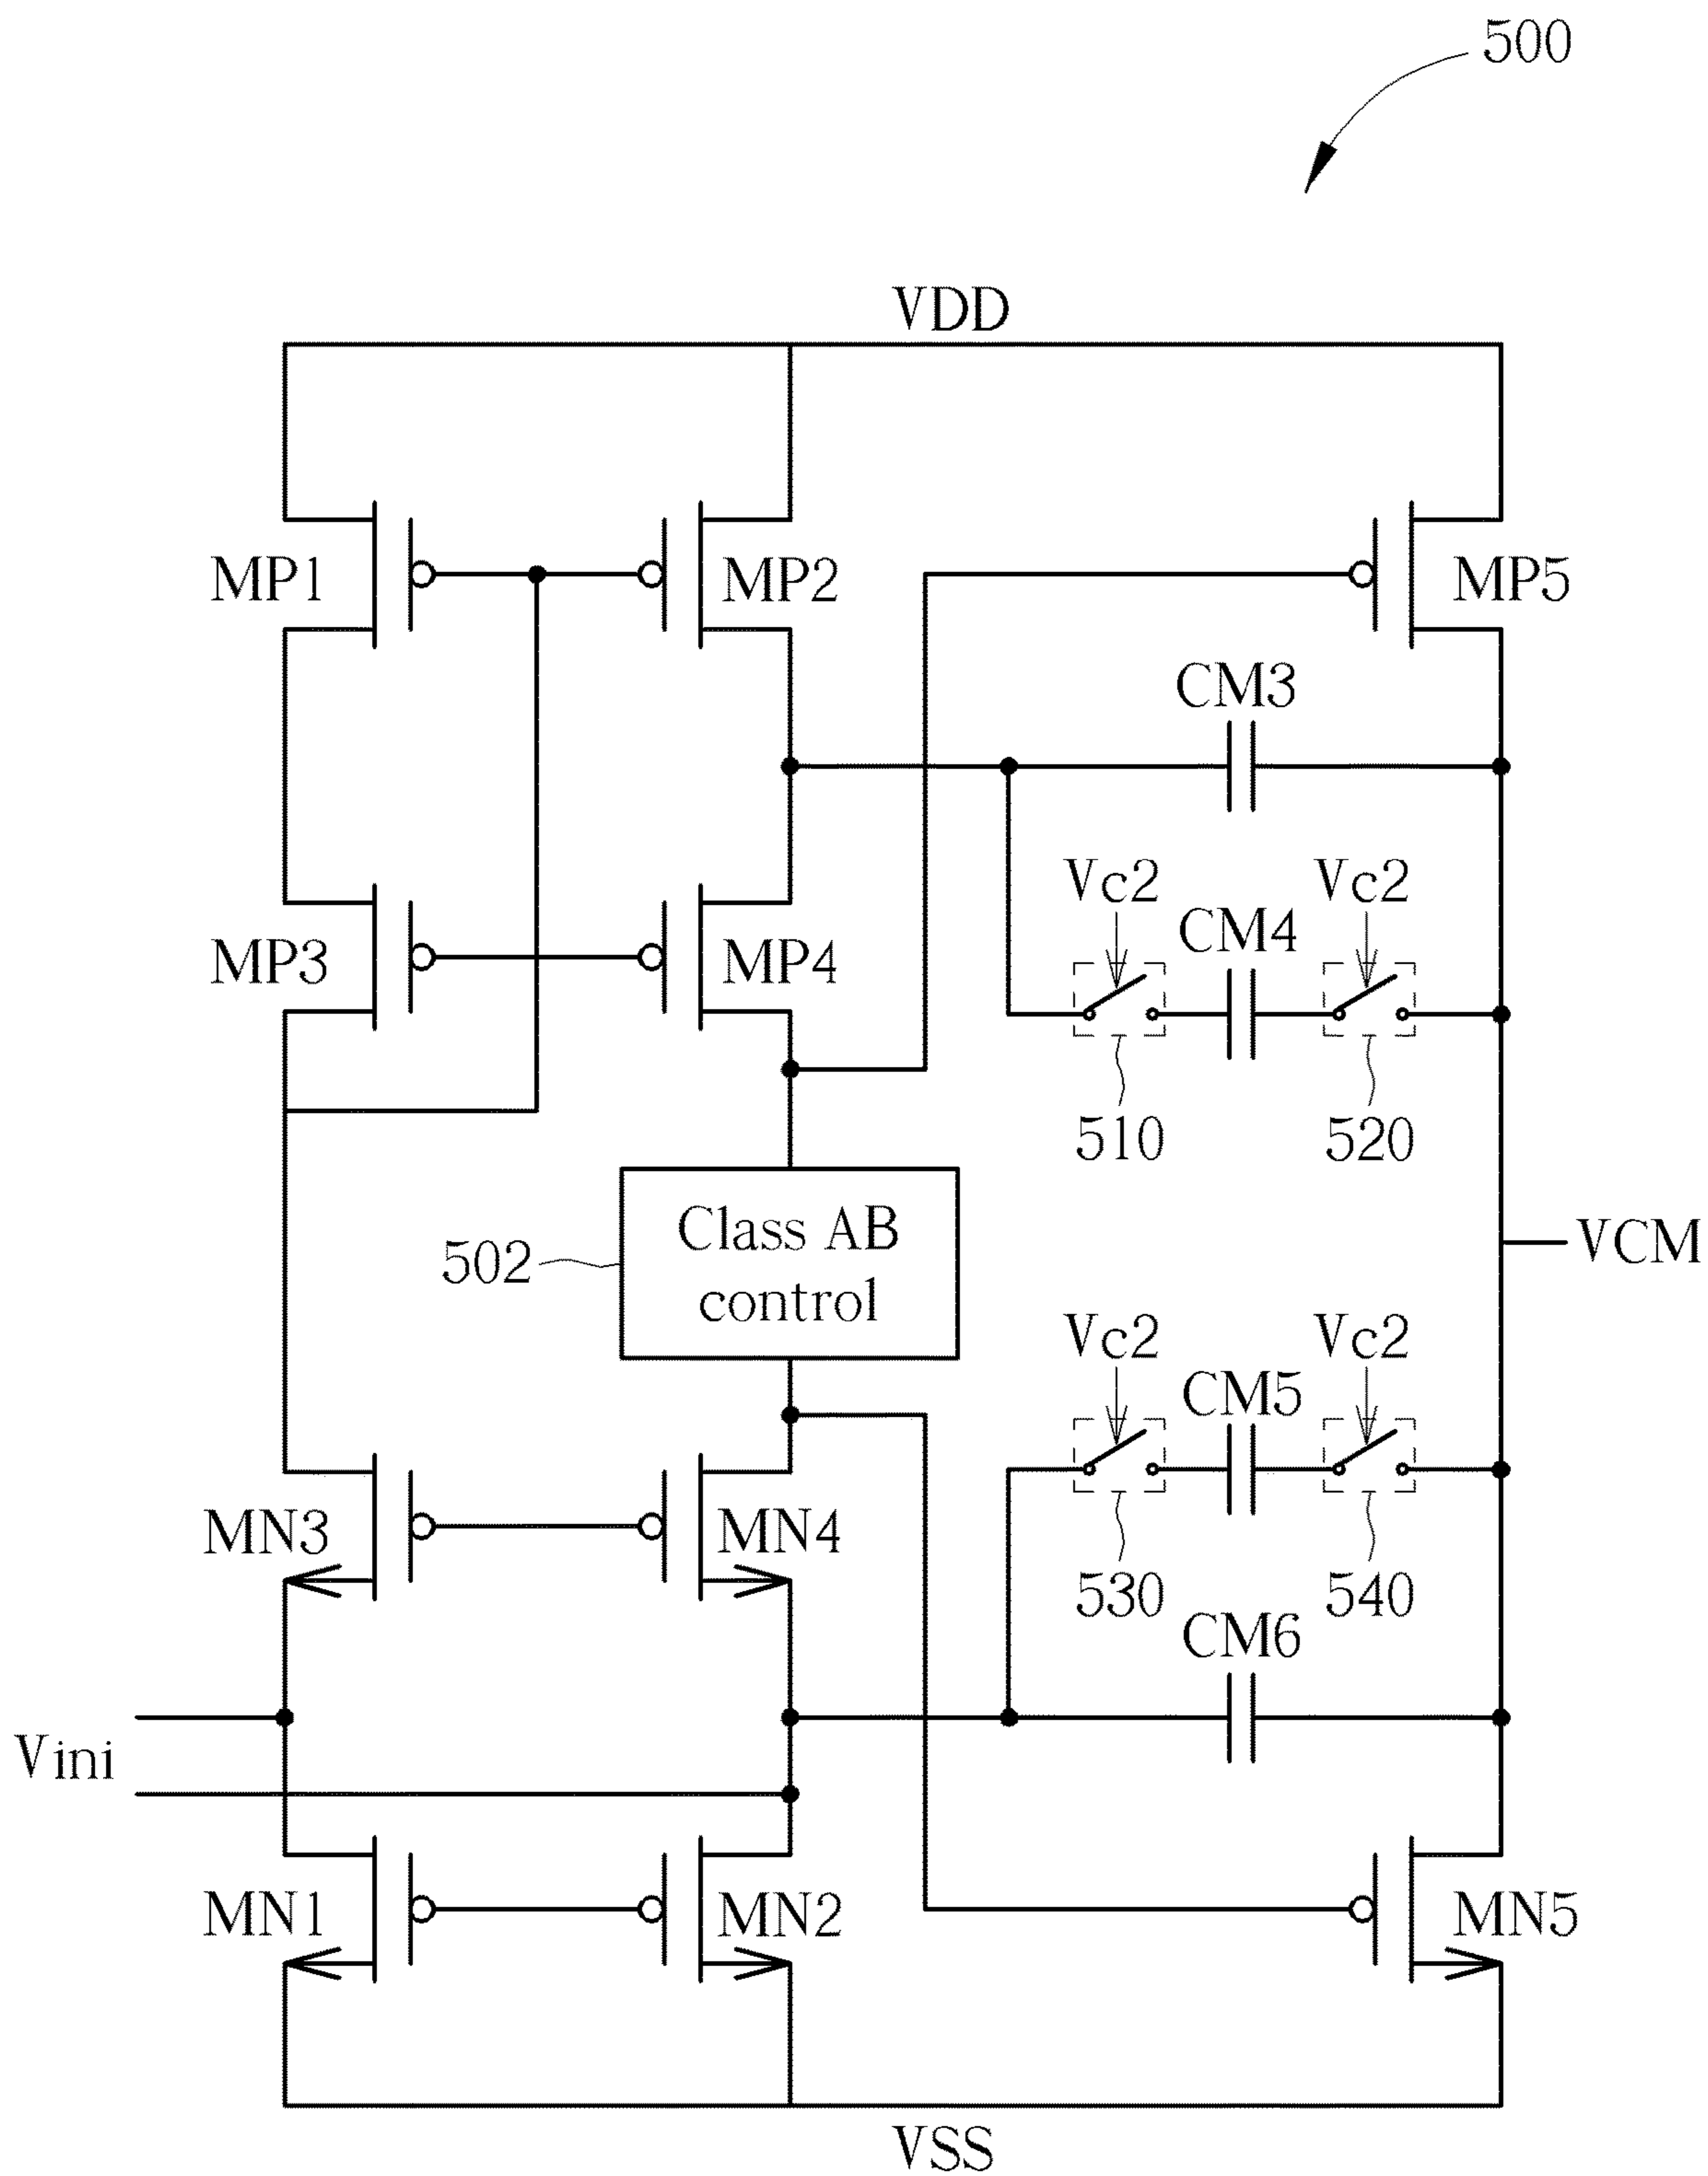 500
VDD
MP1
MP2
MP5
CM3
Vc2
Vc2
CM4
MP3
MP4
510
520
Class AB
control
502
VCM
Vc2
Vc2
CM5
MN3
MN4
530
540
CM6
Vini
MN1
MN2
MN5
VSS